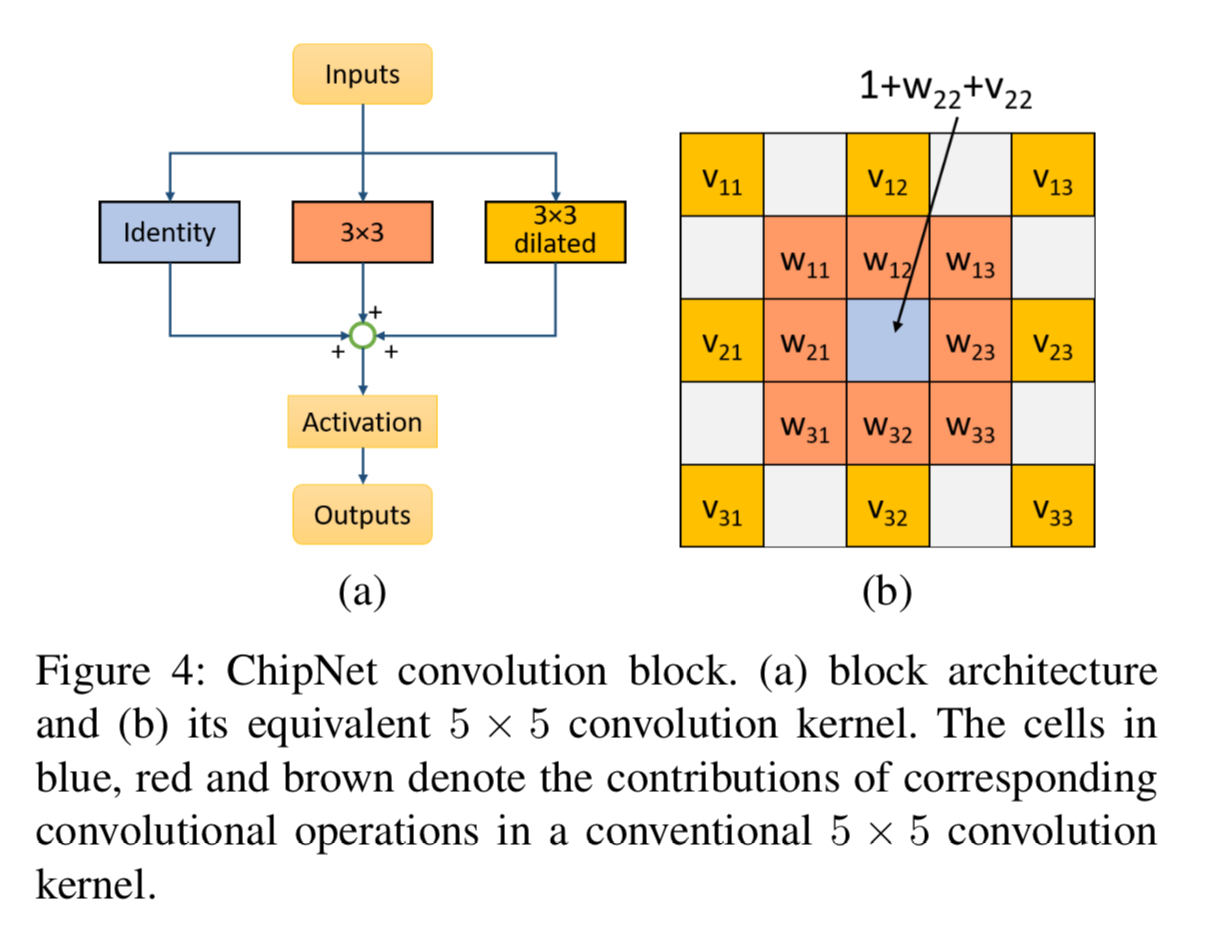 Inputs
Identity
3×3
3×3
dilated
+
+ +
Activation
Outputs
(a)
1+w₂₂+v₂₂
v₁₁ v₁₂ v₁₃
w₁₁ w₁₂ w₁₃
v₂₁ w₂₁ w₂₃ v₂₃
w₃₁ w₃₂ w₃₃
v₃₁ v₃₂ v₃₃
(b)
Figure 4: ChipNet convolution block. (a) block architecture
and (b) its equivalent 5 × 5 convolution kernel. The cells in
blue, red and brown denote the contributions of corresponding
convolutional operations in a conventional 5 × 5 convolution
kernel.